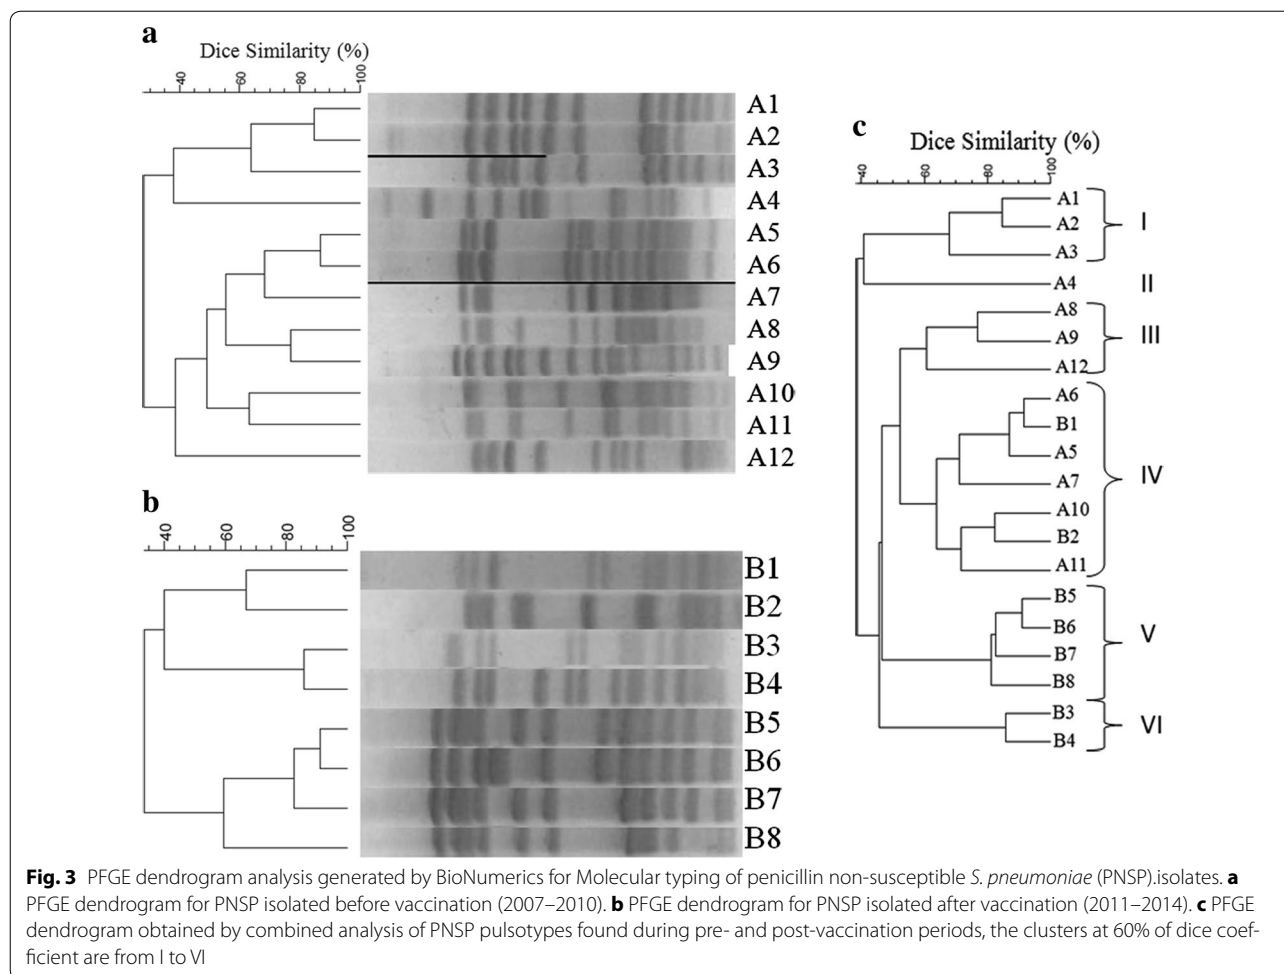 a
Dice Similarity (%)
40 60 80 100
A1
A2
A3
A4
A5
A6
A7
A8
A9
A10
A11
A12
b
40 60 80 100
B1
B2
B3
B4
B5
B6
B7
B8
c
Dice Similarity (%)
40 60 80 100
A1
A2
A3
I
A4
II
A8
A9
A12
III
A6
B1
A5
A7
A10
B2
A11
IV
B5
B6
B7
B8
V
B3
B4
VI
Fig. 3 PFGE dendrogram analysis generated by BioNumerics for Molecular typing of penicillin non-susceptible S. pneumoniae (PNSP).isolates. a
PFGE dendrogram for PNSP isolated before vaccination (2007–2010). b PFGE dendrogram for PNSP isolated after vaccination (2011–2014). c PFGE
dendrogram obtained by combined analysis of PNSP pulsotypes found during pre- and post-vaccination periods, the clusters at 60% of dice coef-
ficient are from I to VI